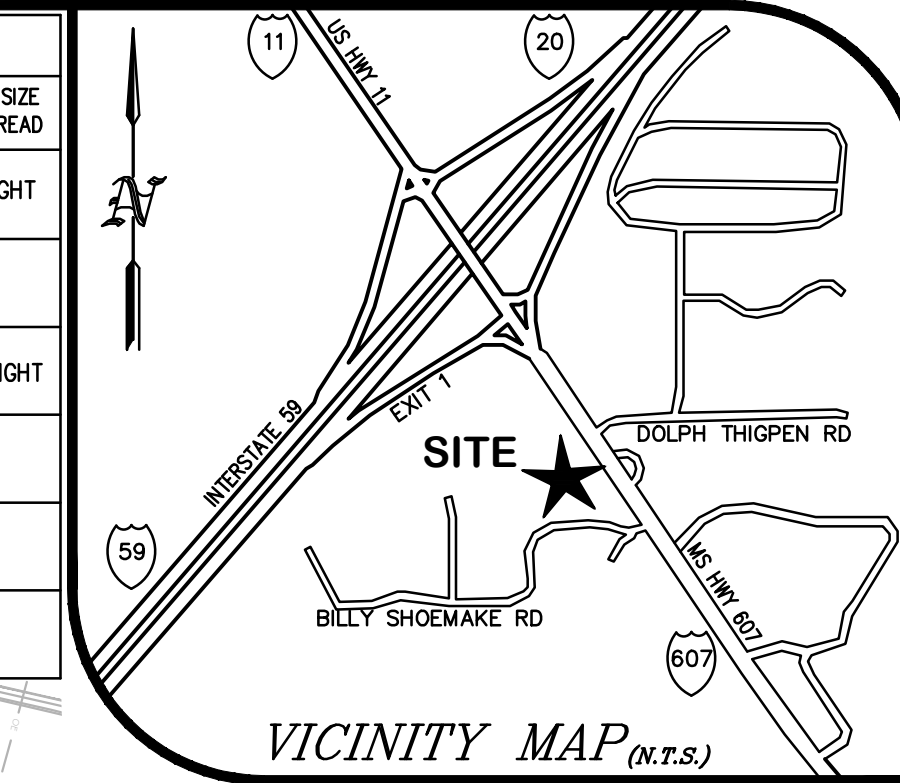 SIZE
READ
GHT
IGHT
11
US HWY 11
20
N
INTERSTATE 59
EXIT 1
SITE
DOLPH THIGPEN RD
59
BILLY SHOEMAKE RD
MS HWY 607
607
VICINITY MAP (N.T.S.)